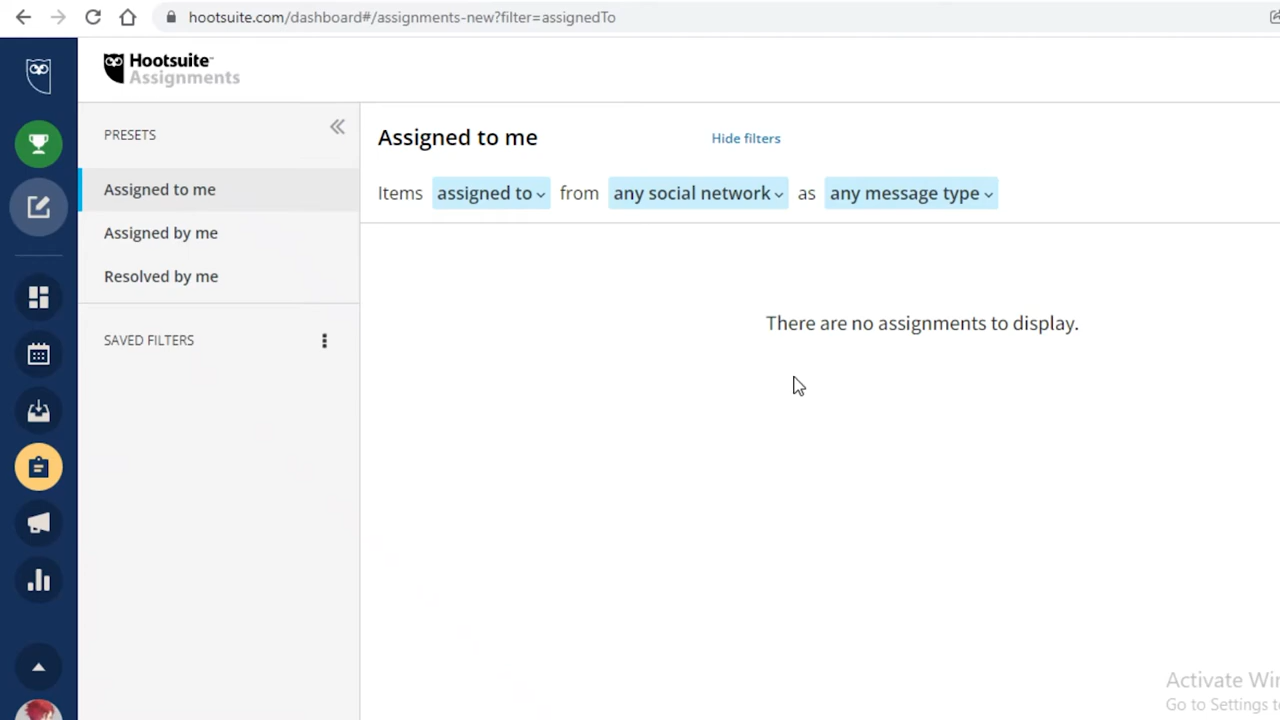 hootsuite.com/dashboard#/assignments-new?filter=assignedTo
Hootsuite™
Assignments
PRESETS
Assigned to me
Assigned by me
Resolved by me
SAVED FILTERS
Assigned to me
Hide filters
Items assigned to from any social network as any message type
There are no assignments to display.
Activate Win
Go to Settings t